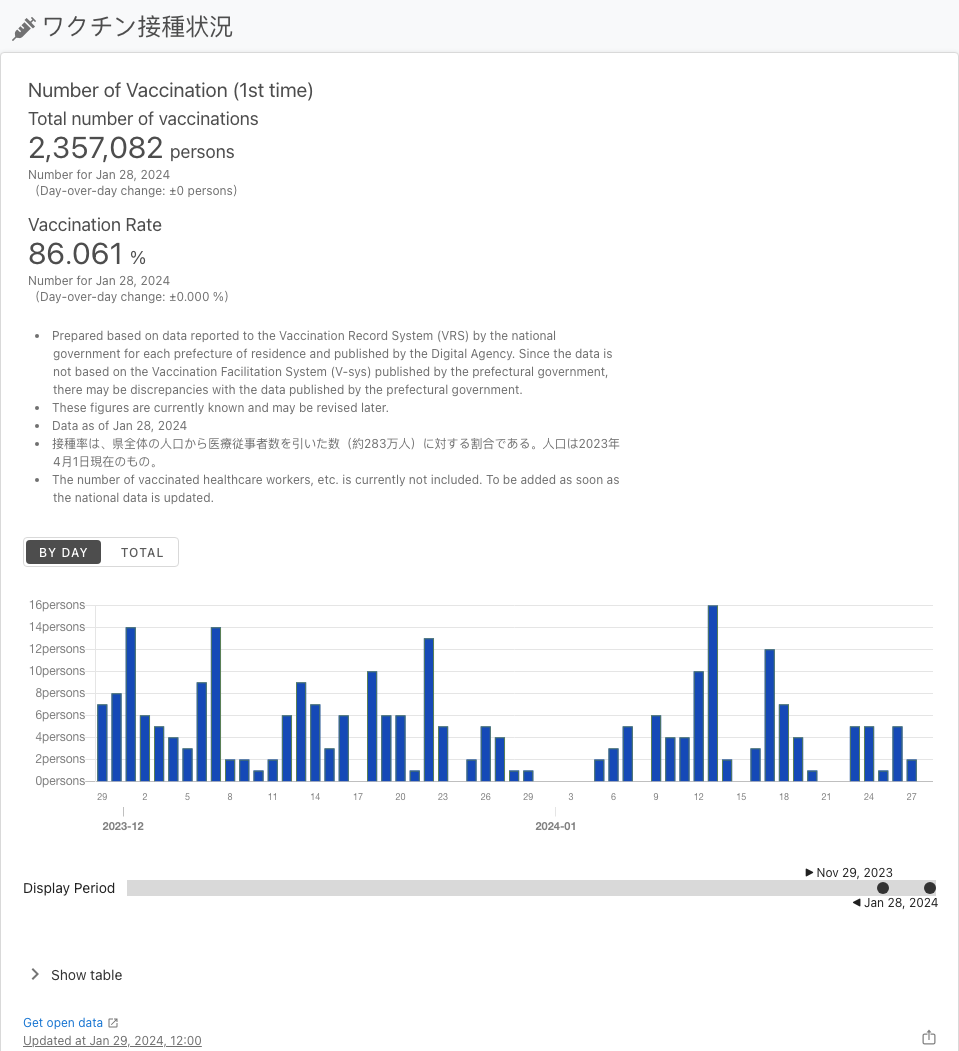 ワクチン接種状況
Number of Vaccination (1st time)
Total number of vaccinations
2,357,082 persons
Number for Jan 28, 2024
（Day-over-day change: ±0 persons）
Vaccination Rate
86.061 %
Number for Jan 28, 2024
（Day-over-day change: ±0.000 %）
• Prepared based on data reported to the Vaccination Record System (VRS) by the national
government for each prefecture of residence and published by the Digital Agency. Since the data is
not based on the Vaccination Facilitation System (V-sys) published by the prefectural government,
there may be discrepancies with the data published by the prefectural government.
• These figures are currently known and may be revised later.
• Data as of Jan 28, 2024
• 接種率は、県全体の人口から医療従事者数を引いた数（約283万人）に対する割合である。人口は2023年
4月1日現在のもの。
• The number of vaccinated healthcare workers, etc. is currently not included. To be added as soon as
the national data is updated.
BY DAY TOTAL
16persons
14persons
12persons
10persons
8persons
6persons
4persons
2persons
0persons
29 2 5 8 11 14 17 20 23 26 29 3 6 9 12 15 18 21 24 27
2023-12 2024-01
▶ Nov 29, 2023
Display Period
◀ Jan 28, 2024
Show table
Get open data
Updated at Jan 29, 2024, 12:00